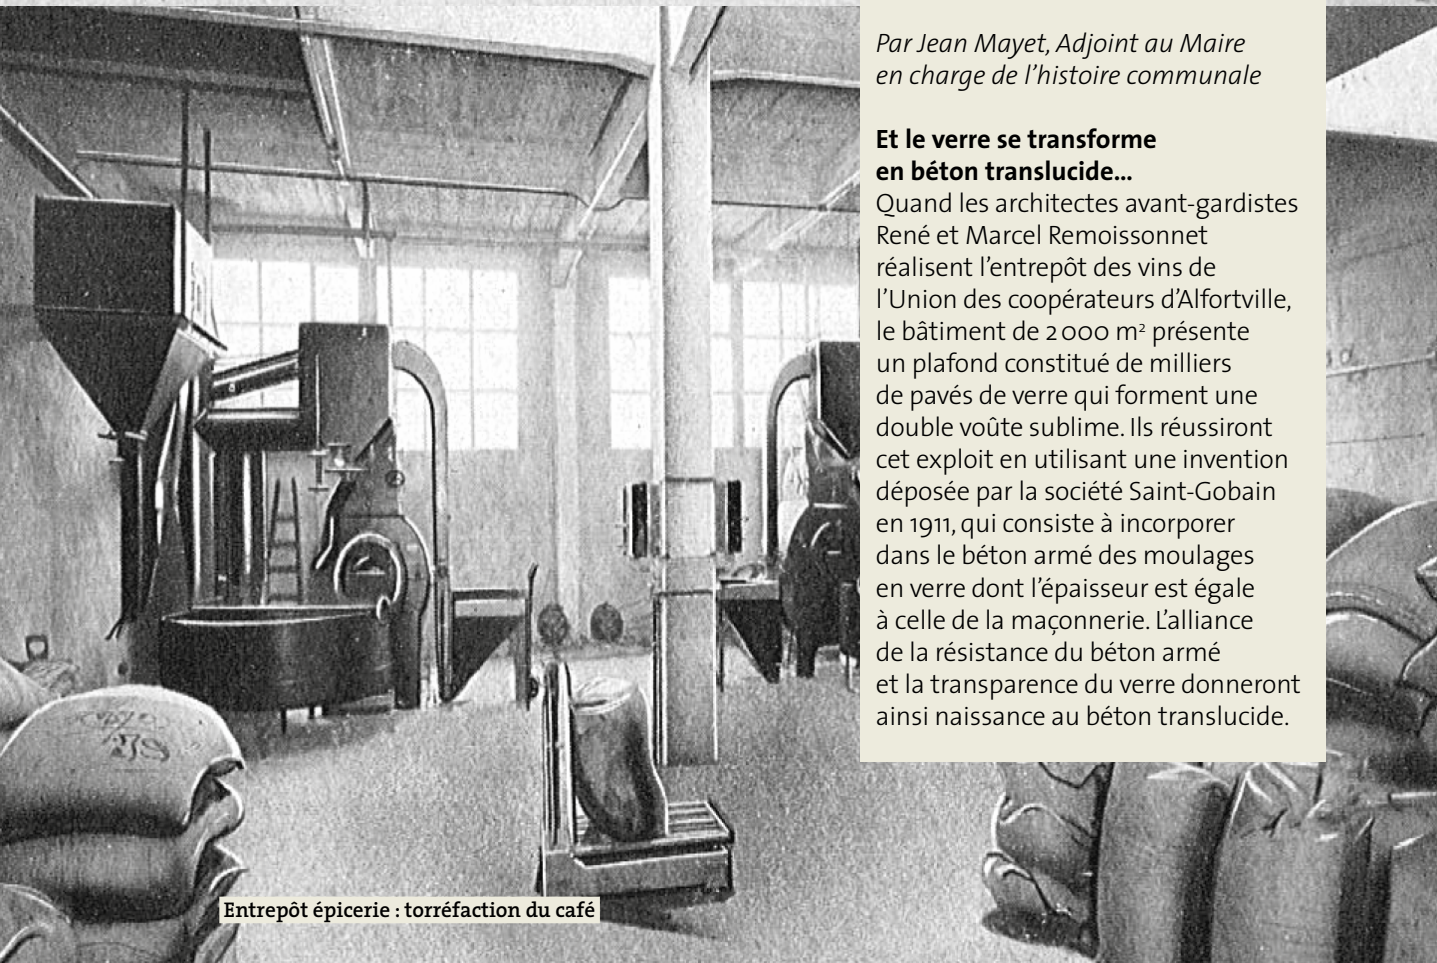 Par Jean Mayet, Adjoint au Maire
en charge de l'histoire communale
Et le verre se transforme
en béton translucide...
Quand les architectes avant-gardistes
René et Marcel Remoissonnet
réalisent l'entrepôt des vins de
l'Union des coopérateurs d'Alfortville,
le bâtiment de 2000 m² présente
un plafond constitué de milliers
de pavés de verre qui forment une
double voûte sublime. Ils réussiront
cet exploit en utilisant une invention
déposée par la société Saint-Gobain
en 1911, qui consiste à incorporer
dans le béton armé des moulages
en verre dont l'épaisseur est égale
à celle de la maçonnerie. L'alliance
de la résistance du béton armé
et la transparence du verre donneront
ainsi naissance au béton translucide.
Entrepôt épicerie : torréfaction du café